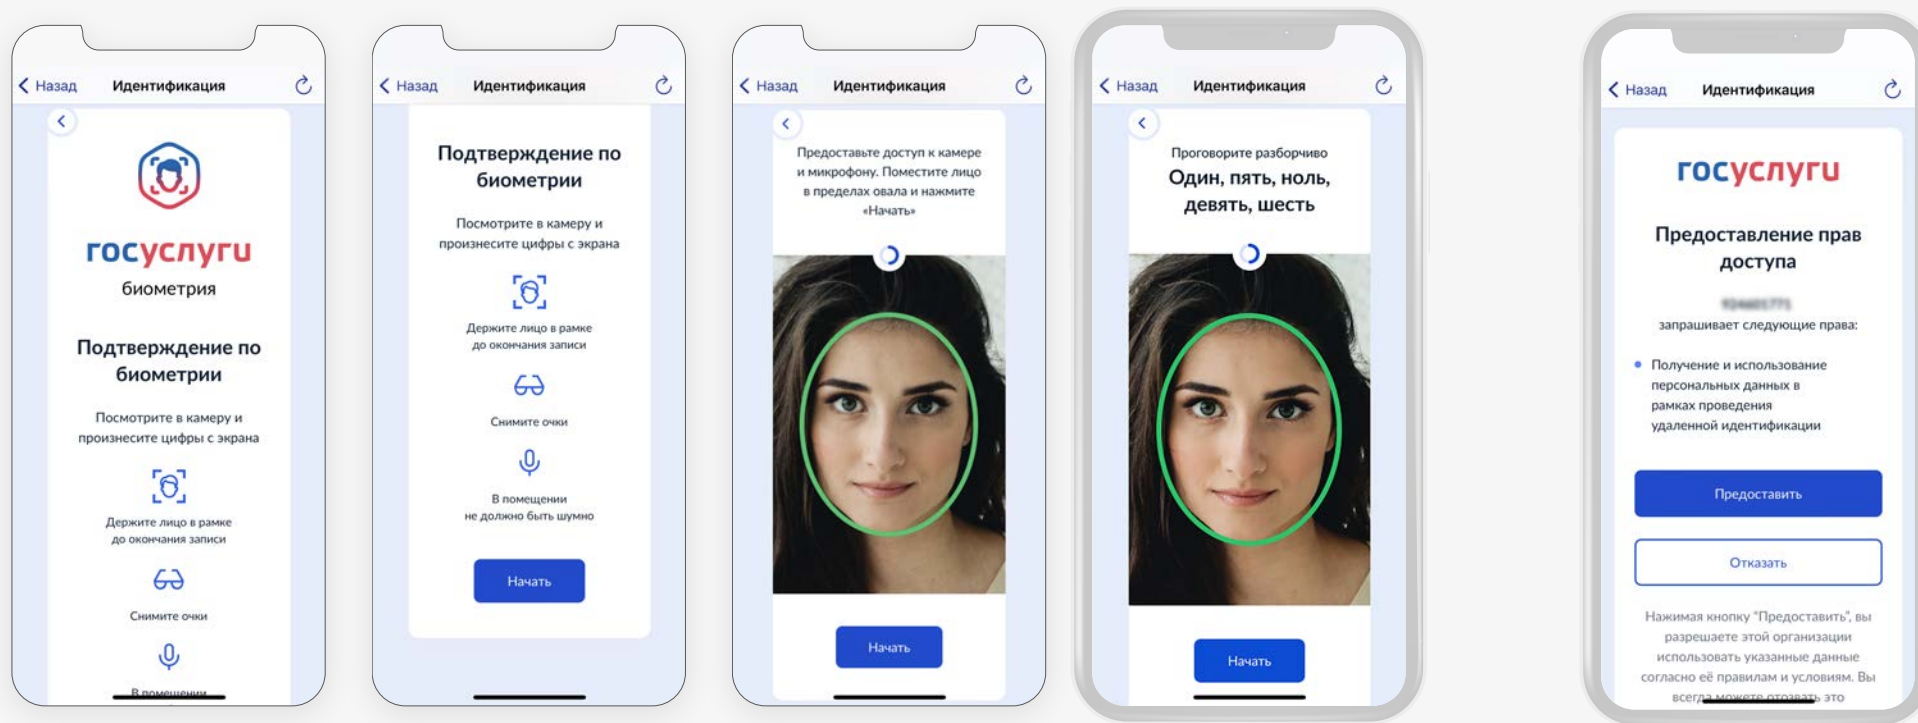 Назад
Идентификация
госуслуги
биометрия
Подтверждение по
биометрии
Посмотрите в камеру и
произнесите цифры с экрана
Держите лицо в рамке
до окончания записи
Снимите очки
В помещении
Назад
Идентификация
Подтверждение по
биометрии
Посмотрите в камеру и
произнесите цифры с экрана
Держите лицо в рамке
до окончания записи
Снимите очки
В помещении
не должно быть шумно
Начать
Назад
Идентификация
Предоставьте доступ к камере
и микрофону. Поместите лицо
в пределах овала и нажмите
«Начать»
Начать
Назад
Идентификация
Проговорите разборчиво
Один, пять, ноль,
девять, шесть
Начать
Назад
Идентификация
госуслуги
Предоставление прав
доступа
запрашивает следующие права:
Получение и использование
персональных данных в
рамках проведения
удаленной идентификации
Предоставить
Отказать
Нажимая кнопку "Предоставить", вы
разрешаете этой организации
использовать указанные данные
согласно её правилам и условиям. Вы
всегда можете отозвать это